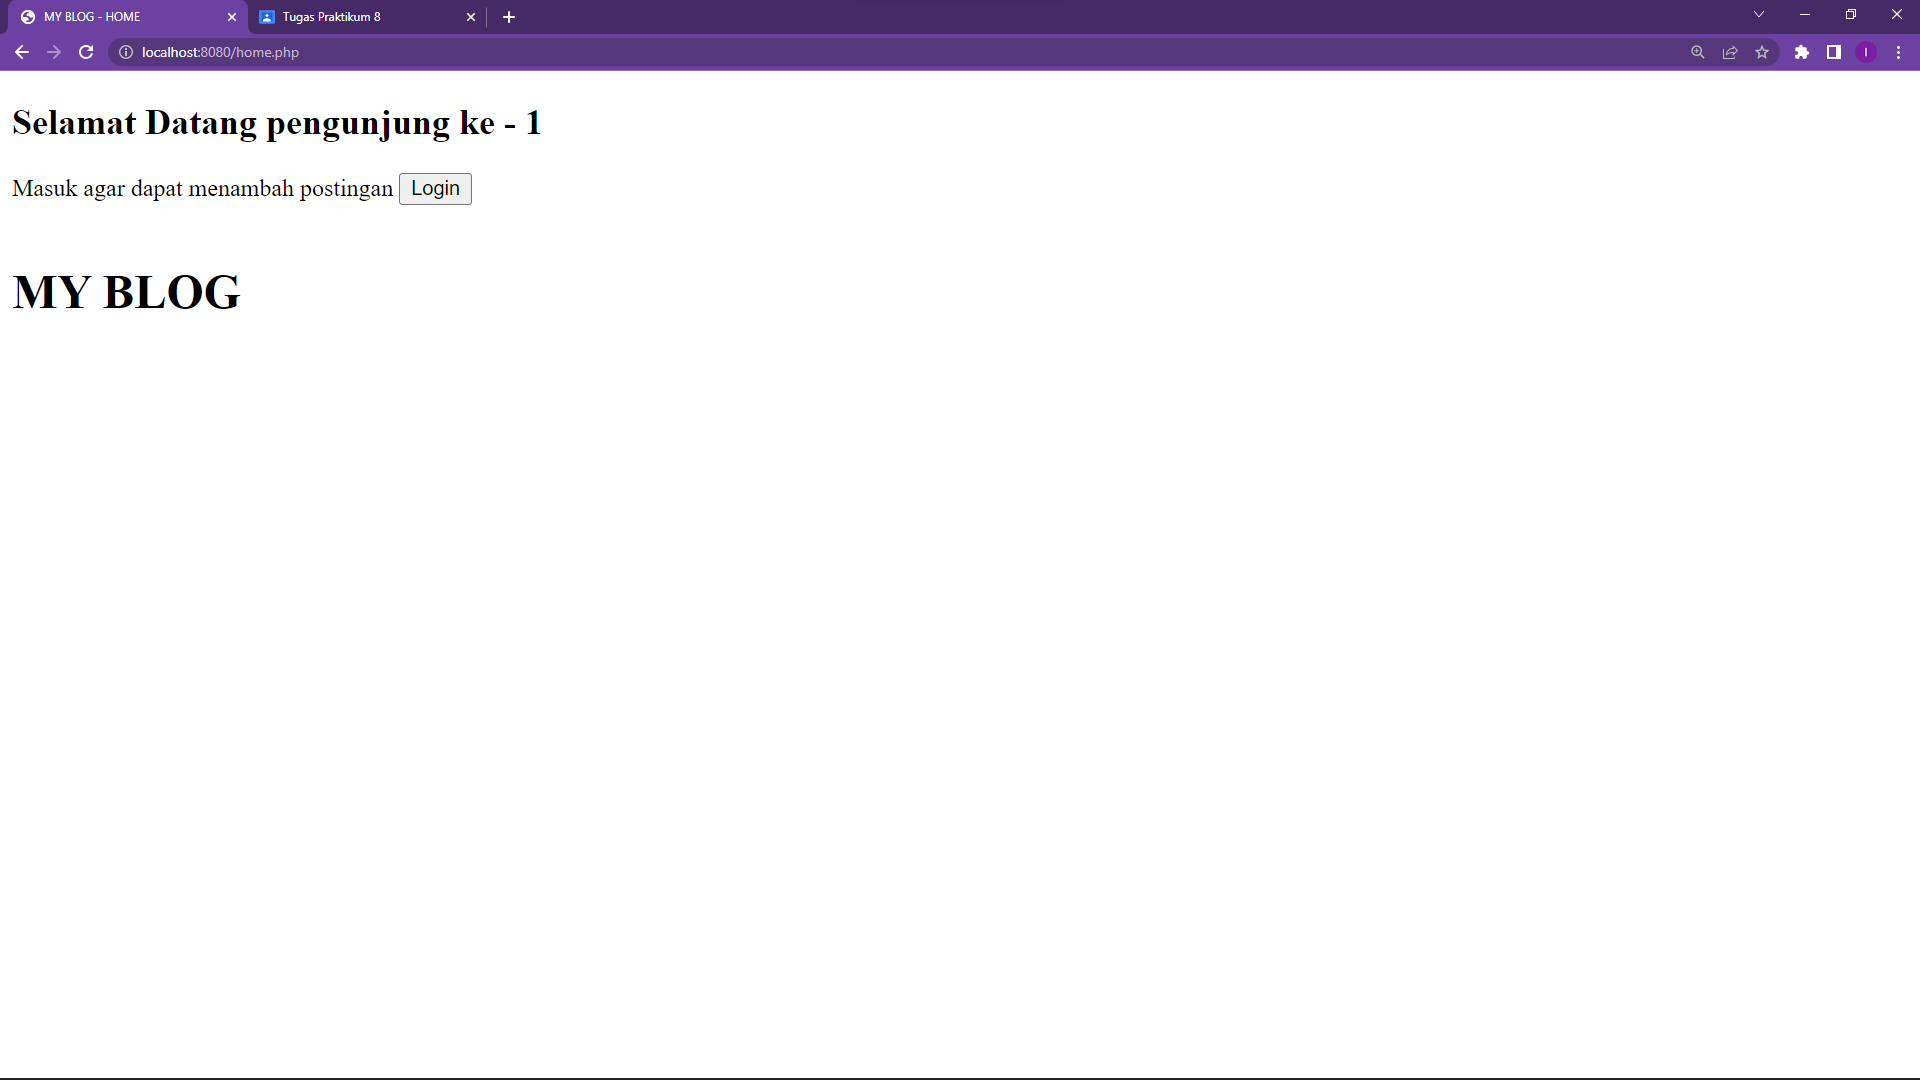 MY BLOG - HOME
Tugas Praktikum 8
localhost:8080/home.php
I
Selamat Datang pengunjung ke - 1
Masuk agar dapat menambah postingan Login
MY BLOG